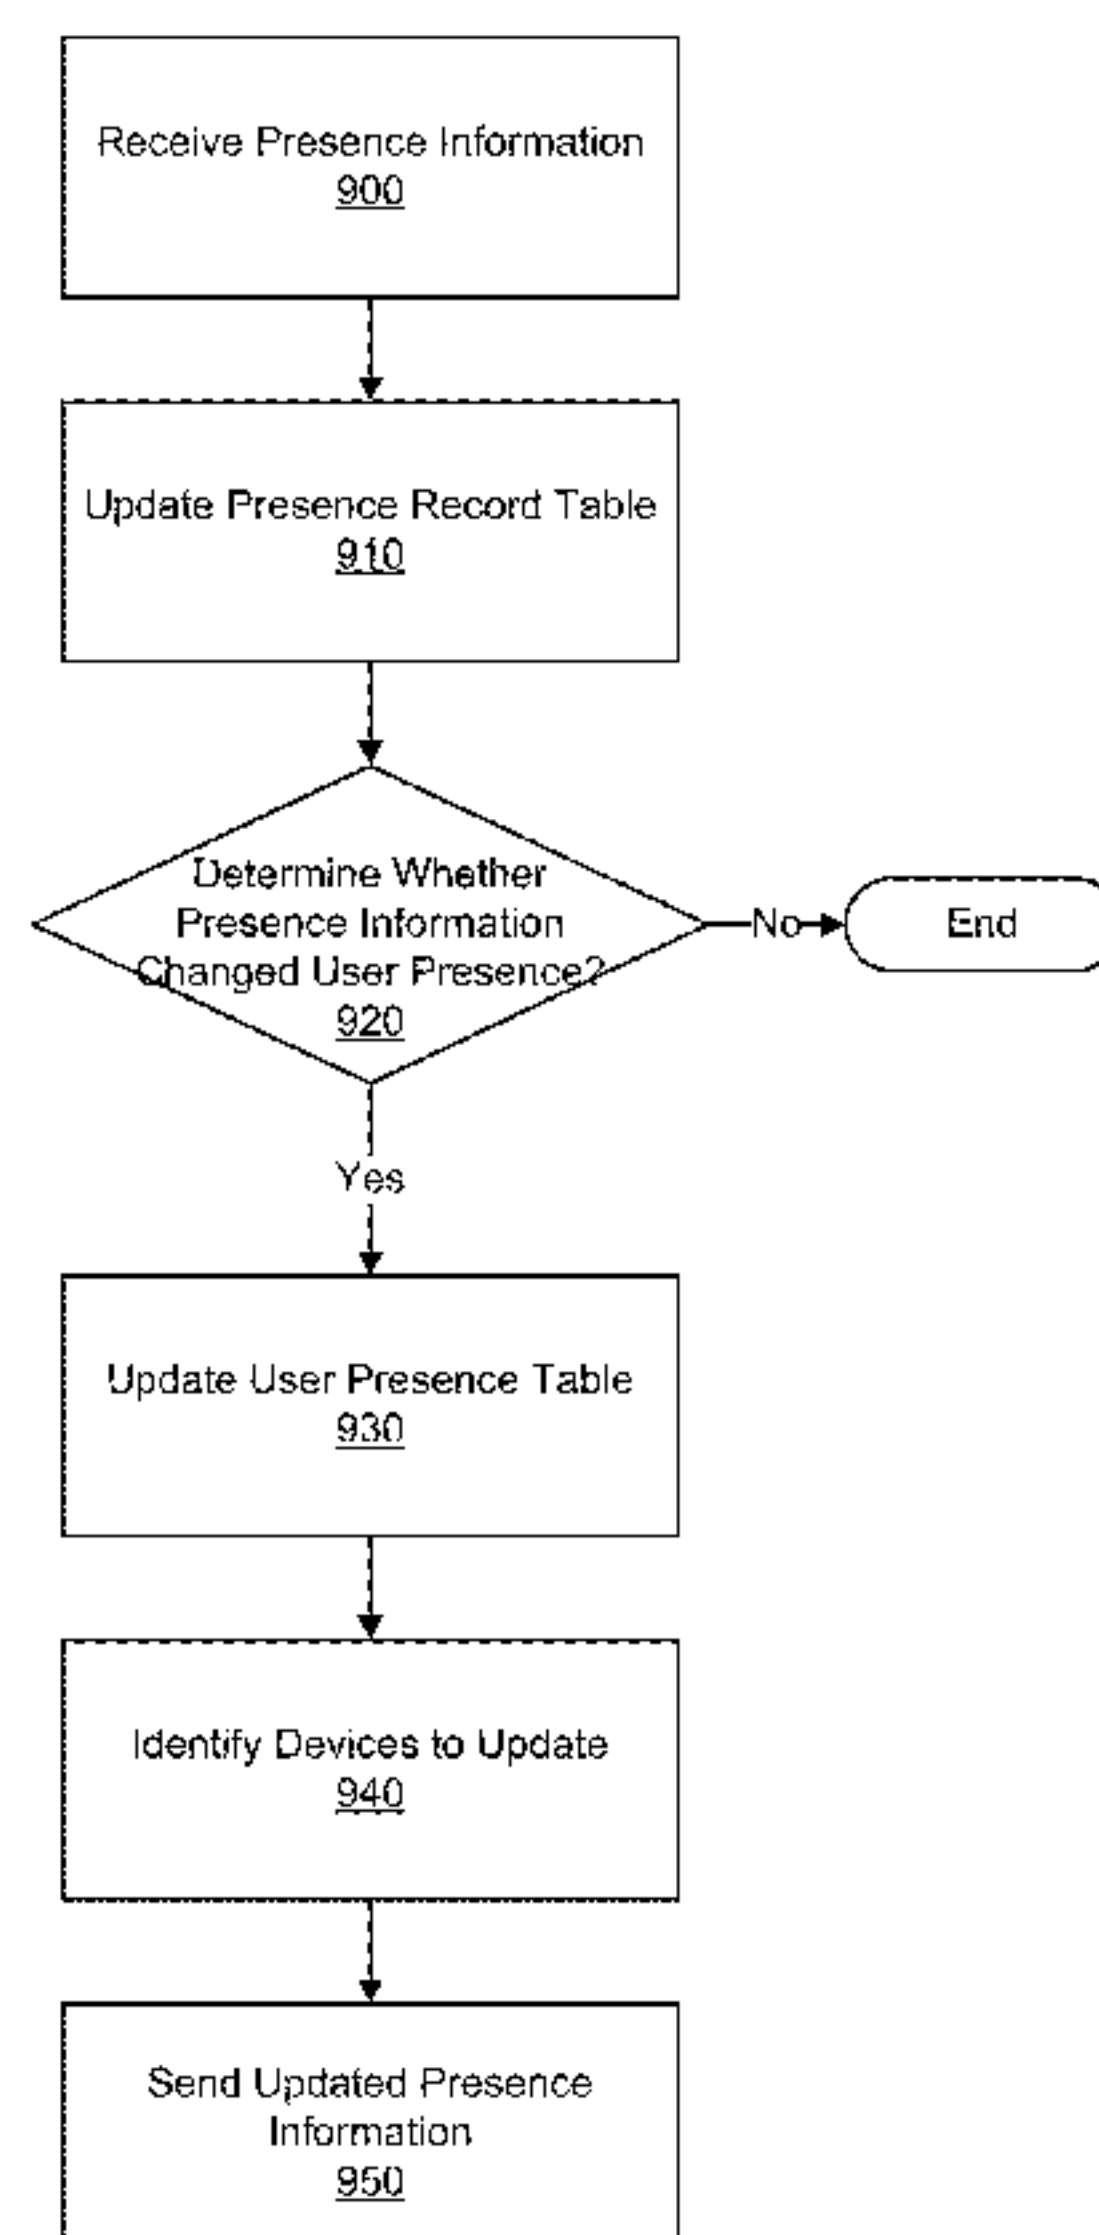 Receive Presence Information
900
Update Presence Record Table
910
Determine Whether
Presence Information
Changed User Presence?
920
No
End
Yes
Update User Presence Table
930
Identify Devices to Update
940
Send Updated Presence
Information
950